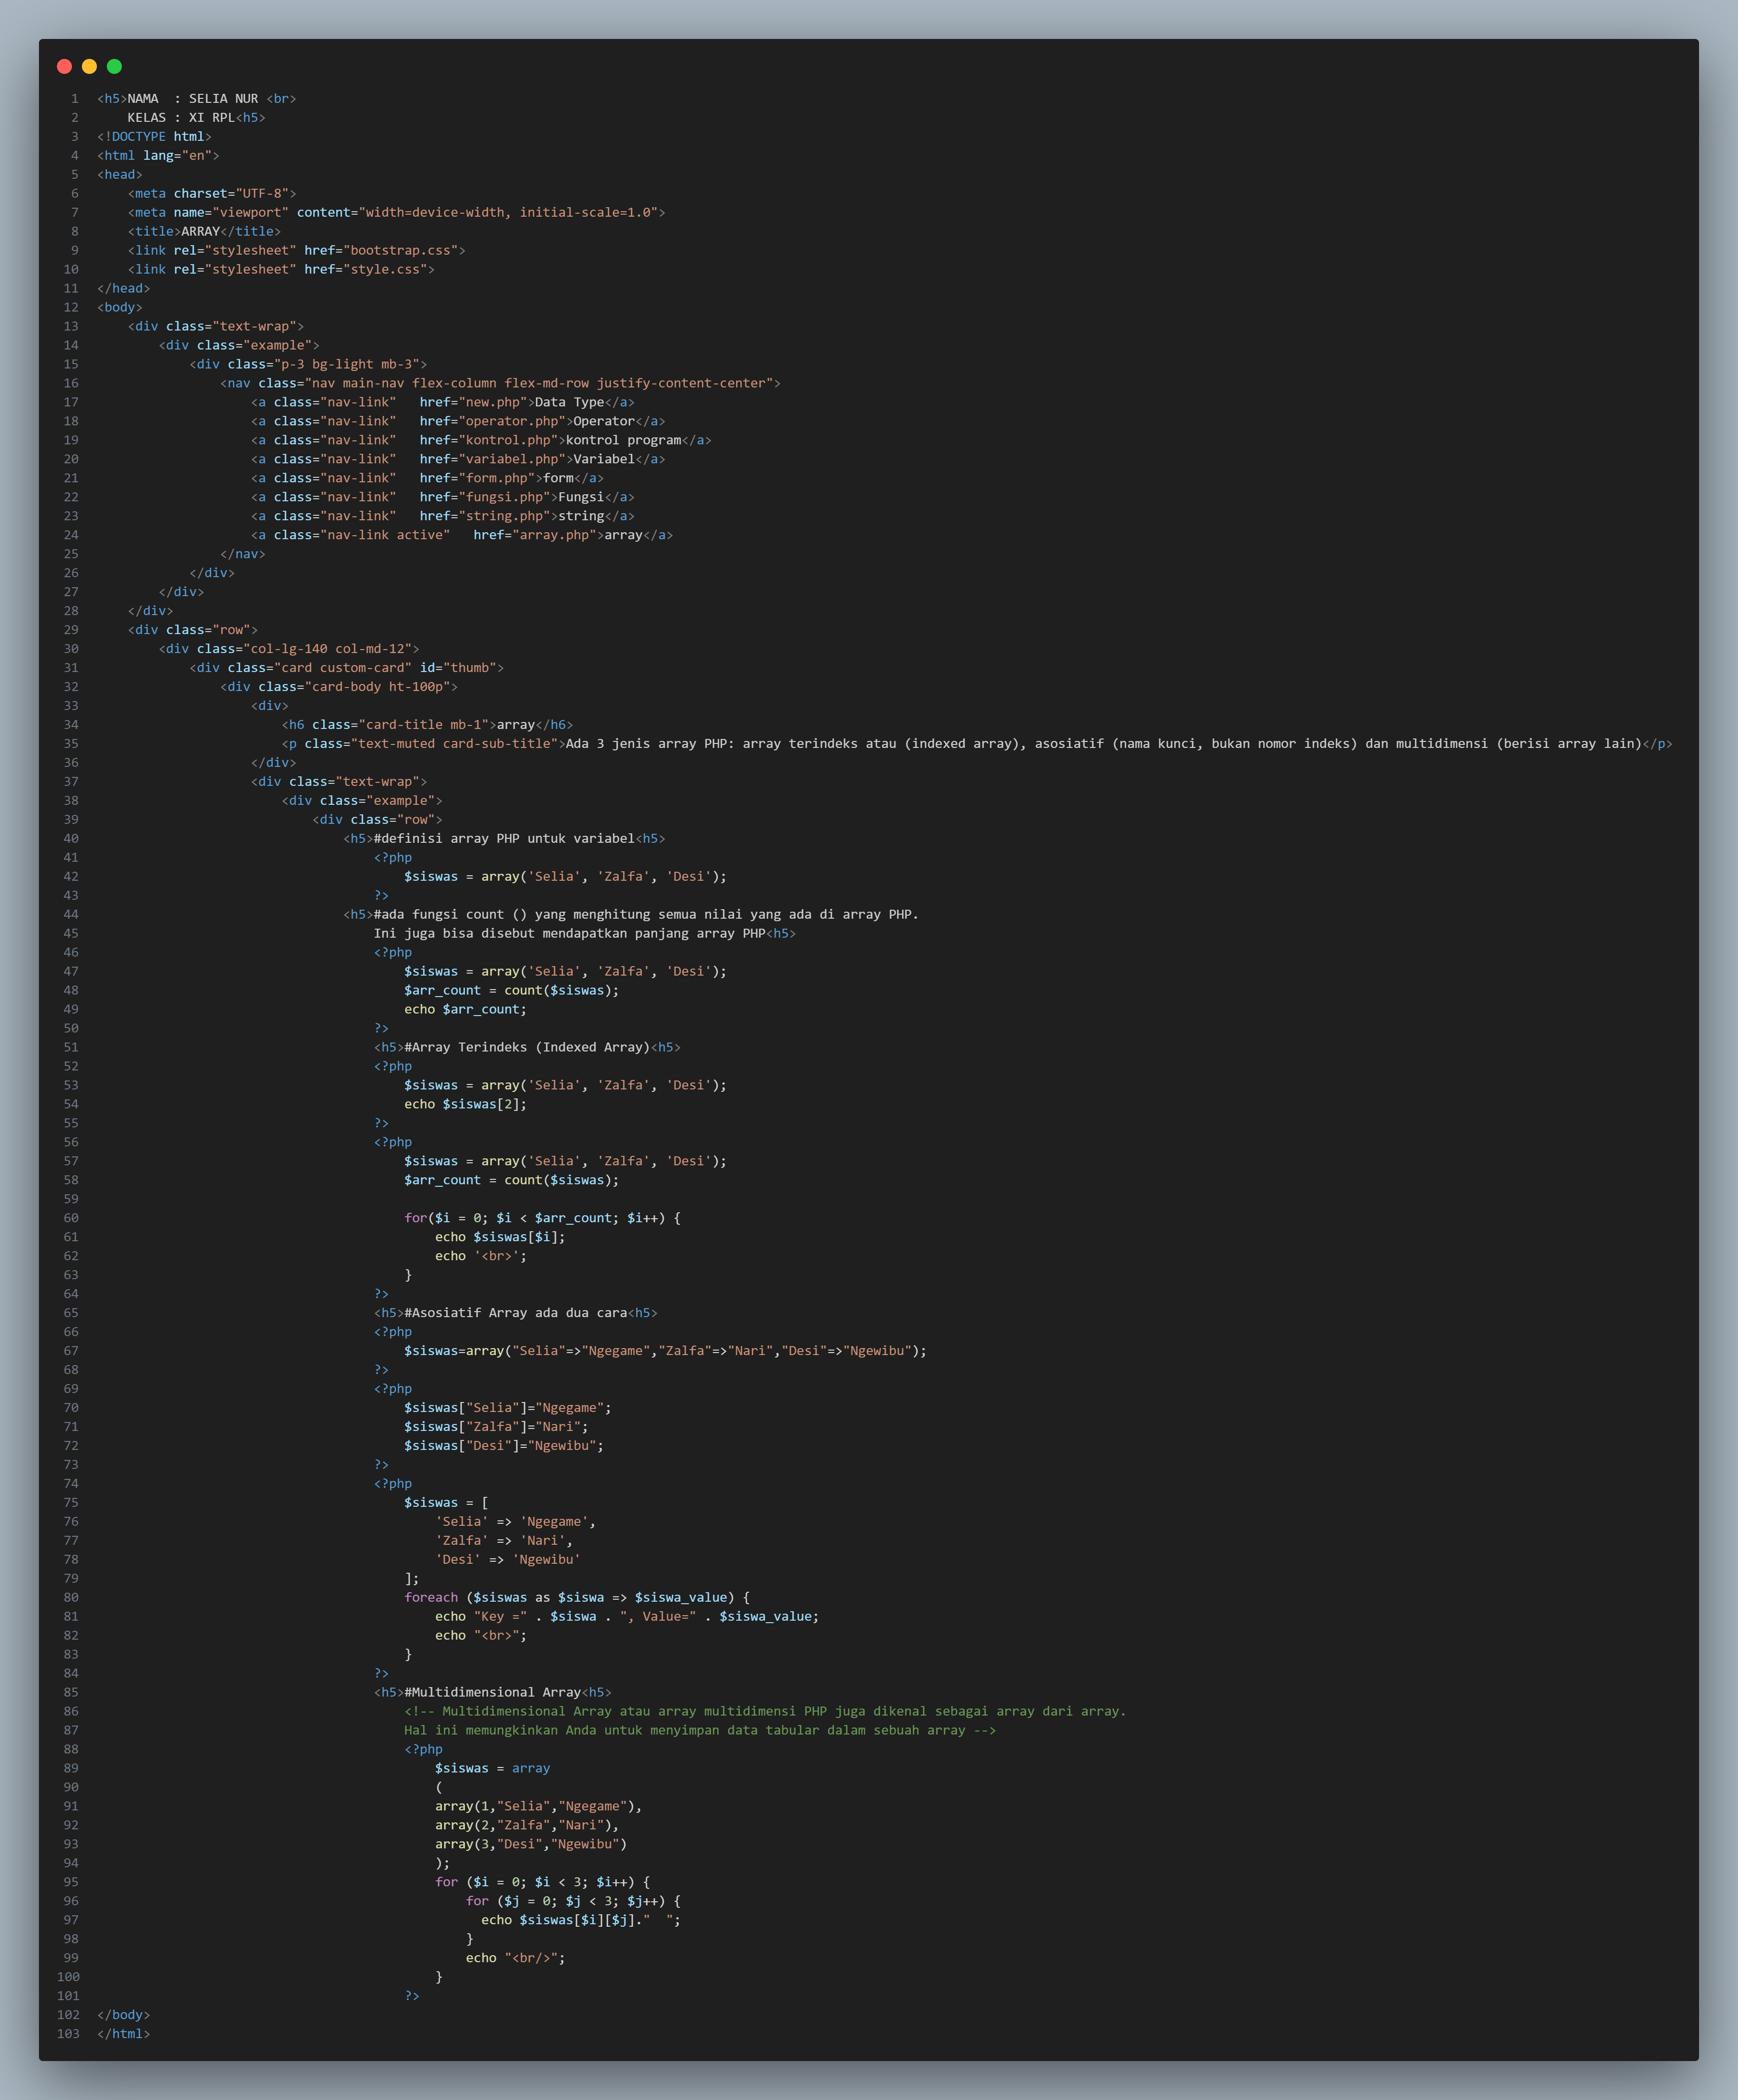 1 <h5>NAMA  : SELIA NUR <br>
2     KELAS : XI RPL<h5>
3 <!DOCTYPE html>
4 <html lang="en">
5 <head>
6     <meta charset="UTF-8">
7     <meta name="viewport" content="width=device-width, initial-scale=1.0">
8     <title>ARRAY</title>
9     <link rel="stylesheet" href="bootstrap.css">
10     <link rel="stylesheet" href="style.css">
11 </head>
12 <body>
13     <div class="text-wrap">
14         <div class="example">
15             <div class="p-3 bg-light mb-3">
16                 <nav class="nav main-nav flex-column flex-md-row justify-content-center">
17                     <a class="nav-link"   href="new.php">Data Type</a>
18                     <a class="nav-link"   href="operator.php">Operator</a>
19                     <a class="nav-link"   href="kontrol.php">kontrol program</a>
20                     <a class="nav-link"   href="variabel.php">Variabel</a>
21                     <a class="nav-link"   href="form.php">form</a>
22                     <a class="nav-link"   href="fungsi.php">Fungsi</a>
23                     <a class="nav-link"   href="string.php">string</a>
24                     <a class="nav-link active"   href="array.php">array</a>
25                 </nav>
26             </div>
27         </div>
28     </div>
29     <div class="row">
30         <div class="col-lg-140 col-md-12">
31             <div class="card custom-card" id="thumb">
32                 <div class="card-body ht-100p">
33                     <div>
34                         <h6 class="card-title mb-1">array</h6>
35                         <p class="text-muted card-sub-title">Ada 3 jenis array PHP: array terindeks atau (indexed array), asosiatif (nama kunci, bukan nomor indeks) dan multidimensi (berisi array lain)</p>
36                     </div>
37                     <div class="text-wrap">
38                         <div class="example">
39                             <div class="row">
40                                 <h5>#definisi array PHP untuk variabel<h5>
41                                     <?php
42                                         $siswas = array('Selia', 'Zalfa', 'Desi');
43                                     ?>
44                                 <h5>#ada fungsi count () yang menghitung semua nilai yang ada di array PHP.
45                                     Ini juga bisa disebut mendapatkan panjang array PHP<h5>
46                                     <?php
47                                         $siswas = array('Selia', 'Zalfa', 'Desi');
48                                         $arr_count = count($siswas);
49                                         echo $arr_count;
50                                     ?>
51                                     <h5>#Array Terindeks (Indexed Array)<h5>
52                                     <?php
53                                         $siswas = array('Selia', 'Zalfa', 'Desi');
54                                         echo $siswas[2];
55                                     ?>
56                                     <?php
57                                         $siswas = array('Selia', 'Zalfa', 'Desi');
58                                         $arr_count = count($siswas);
59
60                                         for($i = 0; $i < $arr_count; $i++) {
61                                             echo $siswas[$i];
62                                             echo '<br>';
63                                         }
64                                     ?>
65                                     <h5>#Asosiatif Array ada dua cara<h5>
66                                     <?php
67                                         $siswas=array("Selia"=>"Ngegame","Zalfa"=>"Nari","Desi"=>"Ngewibu");
68                                     ?>
69                                     <?php
70                                         $siswas["Selia"]="Ngegame";
71                                         $siswas["Zalfa"]="Nari";
72                                         $siswas["Desi"]="Ngewibu";
73                                     ?>
74                                     <?php
75                                         $siswas = [
76                                             'Selia' => 'Ngegame',
77                                             'Zalfa' => 'Nari',
78                                             'Desi' => 'Ngewibu'
79                                         ];
80                                         foreach ($siswas as $siswa => $siswa_value) {
81                                             echo "Key =" . $siswa . ", Value=" . $siswa_value;
82                                             echo "<br>";
83                                         }
84                                     ?>
85                                     <h5>#Multidimensional Array<h5>
86                                         <!-- Multidimensional Array atau array multidimensi PHP juga dikenal sebagai array dari array.
87                                         Hal ini memungkinkan Anda untuk menyimpan data tabular dalam sebuah array -->
88                                         <?php
89                                             $siswas = array
90                                             (
91                                             array(1,"Selia","Ngegame"),
92                                             array(2,"Zalfa","Nari"),
93                                             array(3,"Desi","Ngewibu")
94                                             );
95                                             for ($i = 0; $i < 3; $i++) {
96                                                 for ($j = 0; $j < 3; $j++) {
97                                                   echo $siswas[$i][$j]."  ";
98                                                 }
99                                                 echo "<br/>";
100                                             }
101                                         ?>
102 </body>
103 </html>